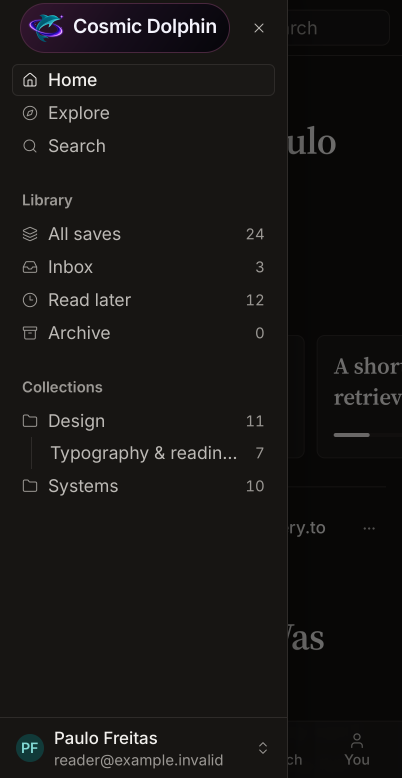 Cosmic Dolphin
Home
Explore
Search
Library
All saves 24
Inbox 3
Read later 12
Archive 0
Collections
Design 11
Typography & readin... 7
Systems 10
Paulo Freitas
reader@example.invalid
PF
A short
You